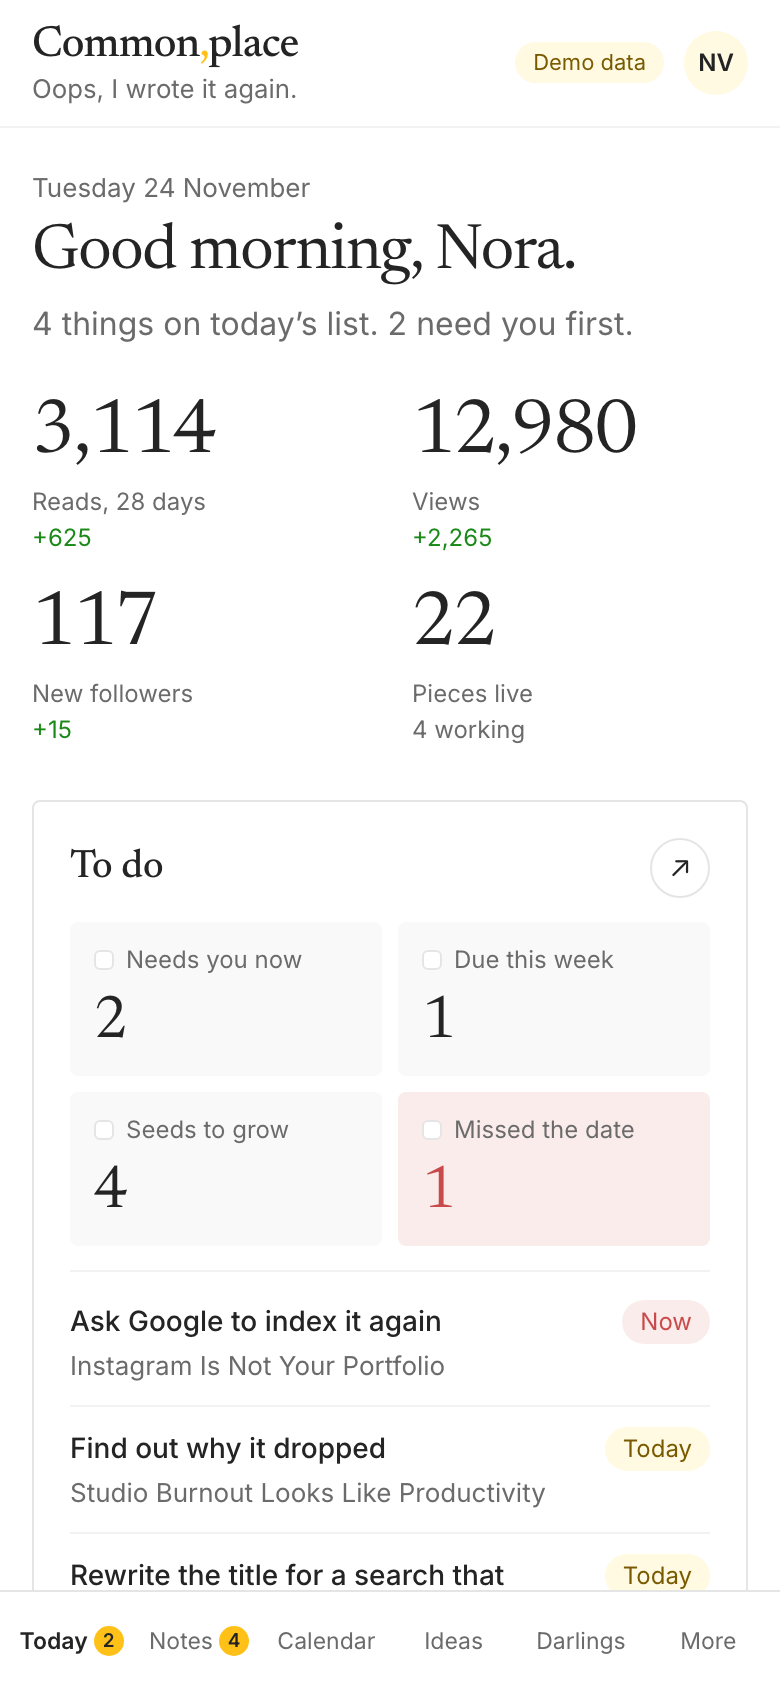 Common,place
Oops, I wrote it again.
Demo data
NV
Tuesday 24 November
Good morning, Nora.
4 things on today’s list. 2 need you first.
3,114
Reads, 28 days
+625
12,980
Views
+2,265
117
New followers
+15
22
Pieces live
4 working
To do
Needs you now
2
Due this week
1
Seeds to grow
4
Missed the date
1
Ask Google to index it again
Now
Instagram Is Not Your Portfolio
Find out why it dropped
Today
Studio Burnout Looks Like Productivity
Rewrite the title for a search that
Today
Today 2
Notes 4
Calendar
Ideas
Darlings
More